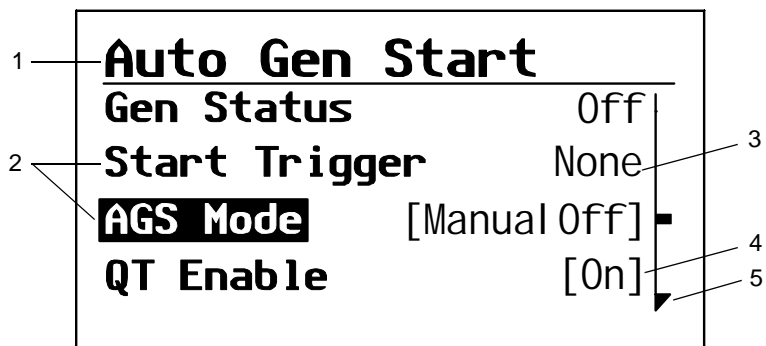 1 Auto Gen Start
Gen Status Off
3
2 Start Trigger None
AGS Mode [Manual Off]
4
QT Enable [On]
5